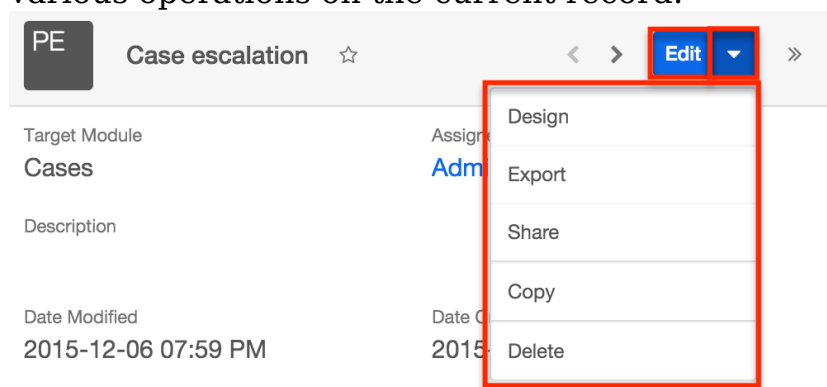 various operations on the current record.
PE
Case escalation
Edit
Design
Target Module
Cases
Export
Description
Share
Copy
Date Modified
2015-12-06 07:59 PM
Delete